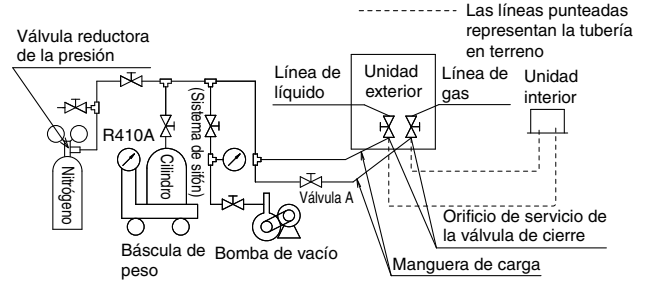 Las líneas punteadas
representan la tubería
en terreno
Válvula reductora
de la presión
Línea de
líquido
Unidad
exterior
Línea de
gas
Unidad
interior
R410A
(Sistema de sifón)
Cilindro
Nitrógeno
Válvula A
Báscula de
peso
Bomba de vacío
Orificio de servicio de
la válvula de cierre
Manguera de carga